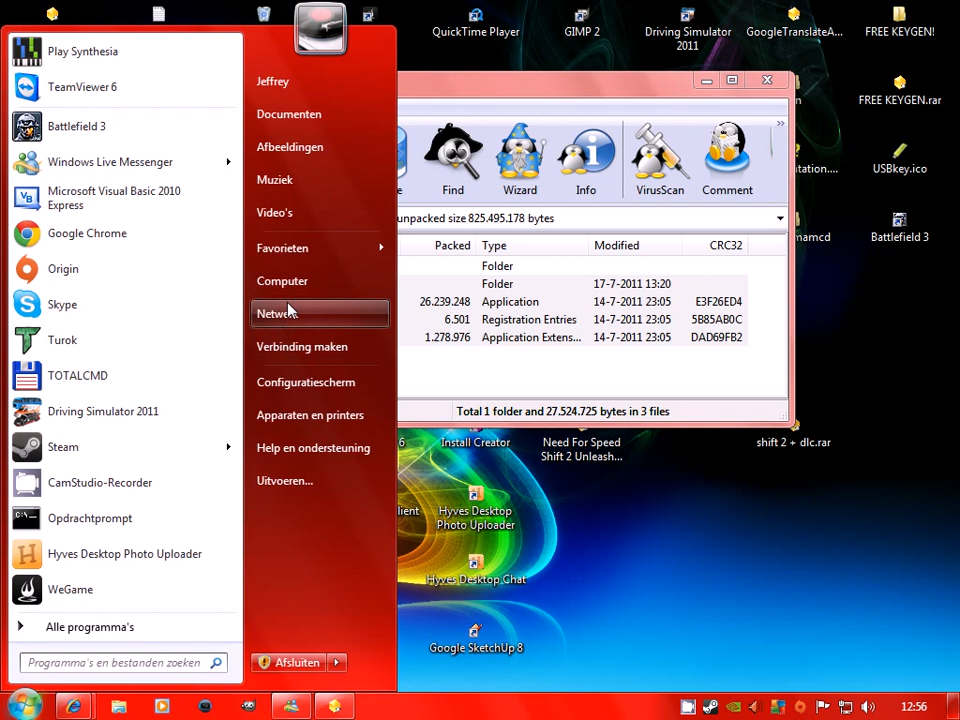 Play Synthesia
TeamViewer 6
Battlefield 3
Windows Live Messenger
Microsoft Visual Basic 2010
Express
Google Chrome
Origin
Skype
Turok
TOTALCMD
Driving Simulator 2011
Steam
CamStudio-Recorder
Opdrachtprompt
Hyves Desktop Photo Uploader
WeGame
Alle programma's
Programma's en bestanden zoeken
Jeffrey
Documenten
Afbeeldingen
Muziek
Video's
Favorieten
Computer
Verbinding maken
Configuratiescherm
Apparaten en printers
Help en ondersteuning
Uitvoeren...
Afsluiten
QuickTime Player
GIMP 2
Driving Simulator
2011
GoogleTranslateA...
FREE KEYGEN!
FREE KEYGEN.rar
USBkey.ico
Battlefield 3
Find
Wizard
Info
VirusScan
Comment
unpacked size 825.495.178 bytes
Packed Type Modified CRC32
Folder
Folder 17-7-2011 13:20
26.239.248 Application 14-7-2011 23:05 E3F26ED4
6.501 Registration Entries 14-7-2011 23:05 5B85AB0C
1.278.976 Application Extens... 14-7-2011 23:05 DAD69FB2
Total 1 folder and 27.524.725 bytes in 3 files
Install Creator
Need For Speed
Shift 2 Unleash...
shift 2 + dlc.rar
Hyves Desktop
Photo Uploader
Hyves Desktop Chat
Google SketchUp 8
12:56